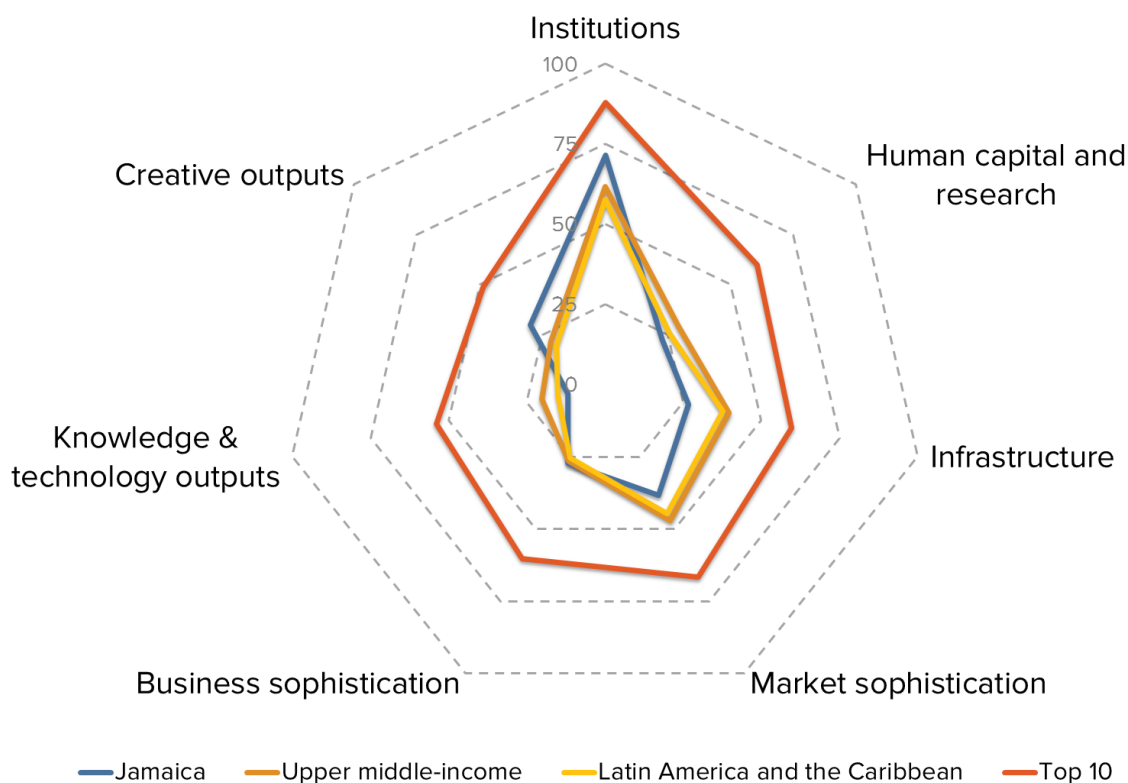 Institutions
100
75
50
25
0
Human capital and
research
Creative outputs
Infrastructure
Knowledge &
technology outputs
Business sophistication
Market sophistication
Jamaica
Upper middle-income
Latin America and the Caribbean
Top 10